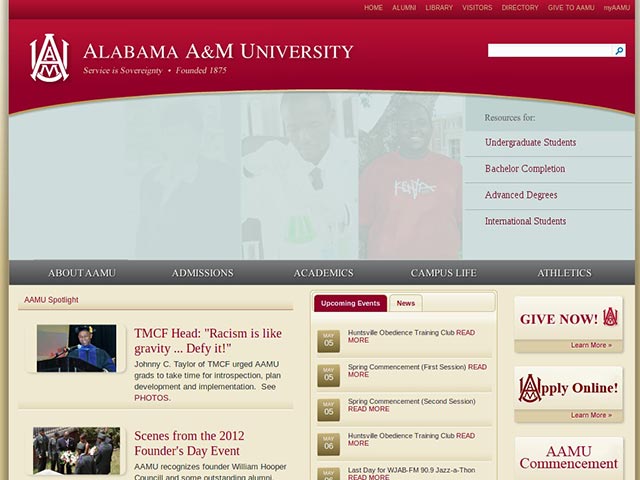 HOME ALUMNI LIBRARY VISITORS DIRECTORY GIVE TO AAMU myAAMU
ALABAMA A&M UNIVERSITY
Service is Sovereignty • Founded 1875
Resources for:
Undergraduate Students
Bachelor Completion
Advanced Degrees
International Students
KENYA
ABOUT AAMU ADMISSIONS ACADEMICS CAMPUS LIFE ATHLETICS
AAMU Spotlight
TMCF Head: "Racism is like
gravity ... Defy it!"
Johnny C. Taylor of TMCF urged AAMU
grads to take time for introspection, plan
development and implementation. See
PHOTOS.
Scenes from the 2012
Founder's Day Event
AAMU recognizes founder William Hooper
Councill and some outstanding alumni.
Upcoming Events News
MAY
05
Huntsville Obedience Training Club READ
MORE
MAY
05
Spring Commencement (First Session) READ
MORE
MAY
05
Spring Commencement (Second Session)
READ MORE
MAY
06
Huntsville Obedience Training Club READ
MORE
MAY
06
Last Day for WJAB-FM 90.9 Jazz-a-Thon
READ MORE
GIVE NOW!
Learn More »
Apply Online!
Learn More »
AAMU
Commencement